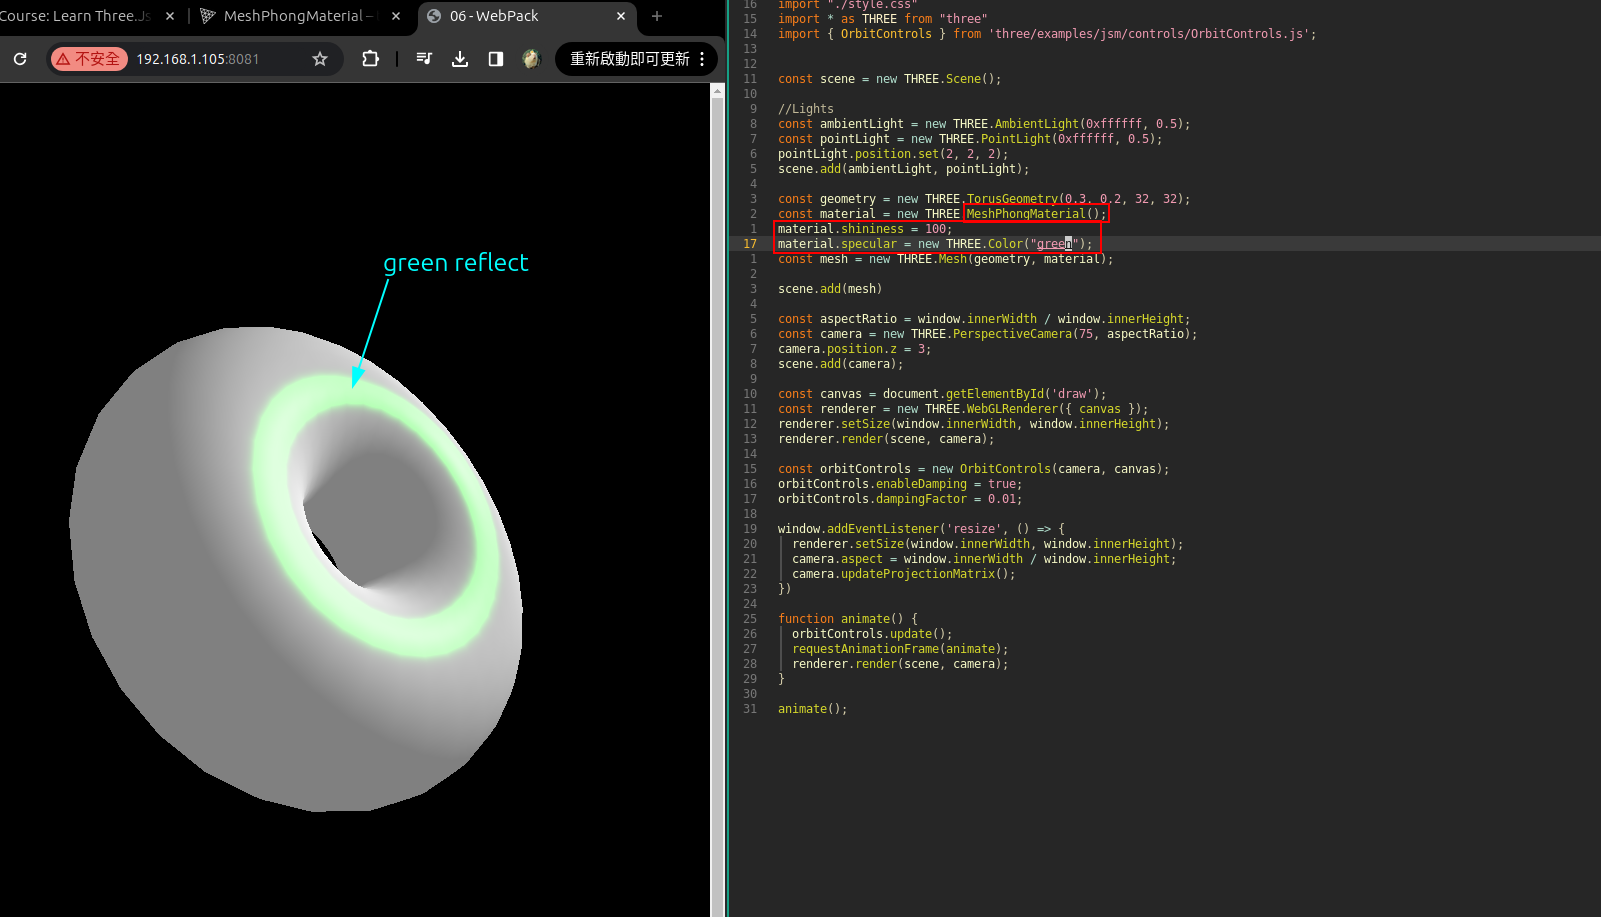 Course: Learn Three.Js
MeshPhongMaterial –
06 - WebPack
不安全
192.168.1.105:8081
重新啟動即可更新
green reflect
16 import "./style.css"
15 import * as THREE from "three"
14 import { OrbitControls } from 'three/examples/jsm/controls/OrbitControls.js';
13
12
11 const scene = new THREE.Scene();
10
9 //Lights
8 const ambientLight = new THREE.AmbientLight(0xffffff, 0.5);
7 const pointLight = new THREE.PointLight(0xffffff, 0.5);
6 pointLight.position.set(2, 2, 2);
5 scene.add(ambientLight, pointLight);
4
3 const geometry = new THREE.TorusGeometry(0.3, 0.2, 32, 32);
2 const material = new THREE.MeshPhongMaterial();
1 material.shininess = 100;
17 material.specular = new THREE.Color("green");
1 const mesh = new THREE.Mesh(geometry, material);
2
3 scene.add(mesh)
4
5 const aspectRatio = window.innerWidth / window.innerHeight;
6 const camera = new THREE.PerspectiveCamera(75, aspectRatio);
7 camera.position.z = 3;
8 scene.add(camera);
9
10 const canvas = document.getElementById('draw');
11 const renderer = new THREE.WebGLRenderer({ canvas });
12 renderer.setSize(window.innerWidth, window.innerHeight);
13 renderer.render(scene, camera);
14
15 const orbitControls = new OrbitControls(camera, canvas);
16 orbitControls.enableDamping = true;
17 orbitControls.dampingFactor = 0.01;
18
19 window.addEventListener('resize', () => {
20 renderer.setSize(window.innerWidth, window.innerHeight);
21 camera.aspect = window.innerWidth / window.innerHeight;
22 camera.updateProjectionMatrix();
23 })
24
25 function animate() {
26 orbitControls.update();
27 requestAnimationFrame(animate);
28 renderer.render(scene, camera);
29 }
30
31 animate();